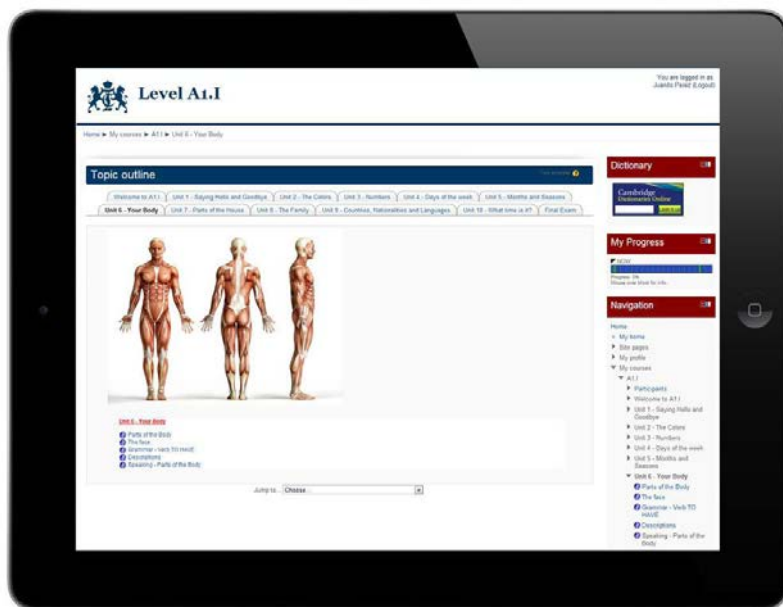 You are logged in as
Juanito Perez (Logout)
Level A1.I
Home ► My courses ► A1.I ► Unit 6 - Your Body
Topic outline
Welcome to A1.I
Unit 1 - Saying Hello and Goodbye
Unit 2 - The Colors
Unit 3 - Numbers
Unit 4 - Days of the week
Unit 5 - Months and Seasons
Unit 6 - Your Body
Unit 7 - Parts of the House
Unit 8 - The Family
Unit 9 - Countries, Nationalities and Languages
Unit 10 - What time is it?
Final Exam
Unit 6 - Your Body
Parts of the Body
The face
Grammar - Verb TO HAVE
Descriptions
Speaking - Parts of the Body
Jump to... Choose...
Dictionary
Cambridge
Dictionaries Online
My Progress
NOW
Mouse over block for info.
Navigation
Home
My home
Site pages
My profile
My courses
A1.I
Participants
Welcome to A1.I
Unit 1 - Saying Hello and
Goodbye
Unit 2 - The Colors
Unit 3 - Numbers
Unit 4 - Days of the week
Unit 5 - Months and
Seasons
Unit 6 - Your Body
Parts of the Body
The face
Grammar - Verb TO
HAVE
Descriptions
Speaking - Parts of the
Body